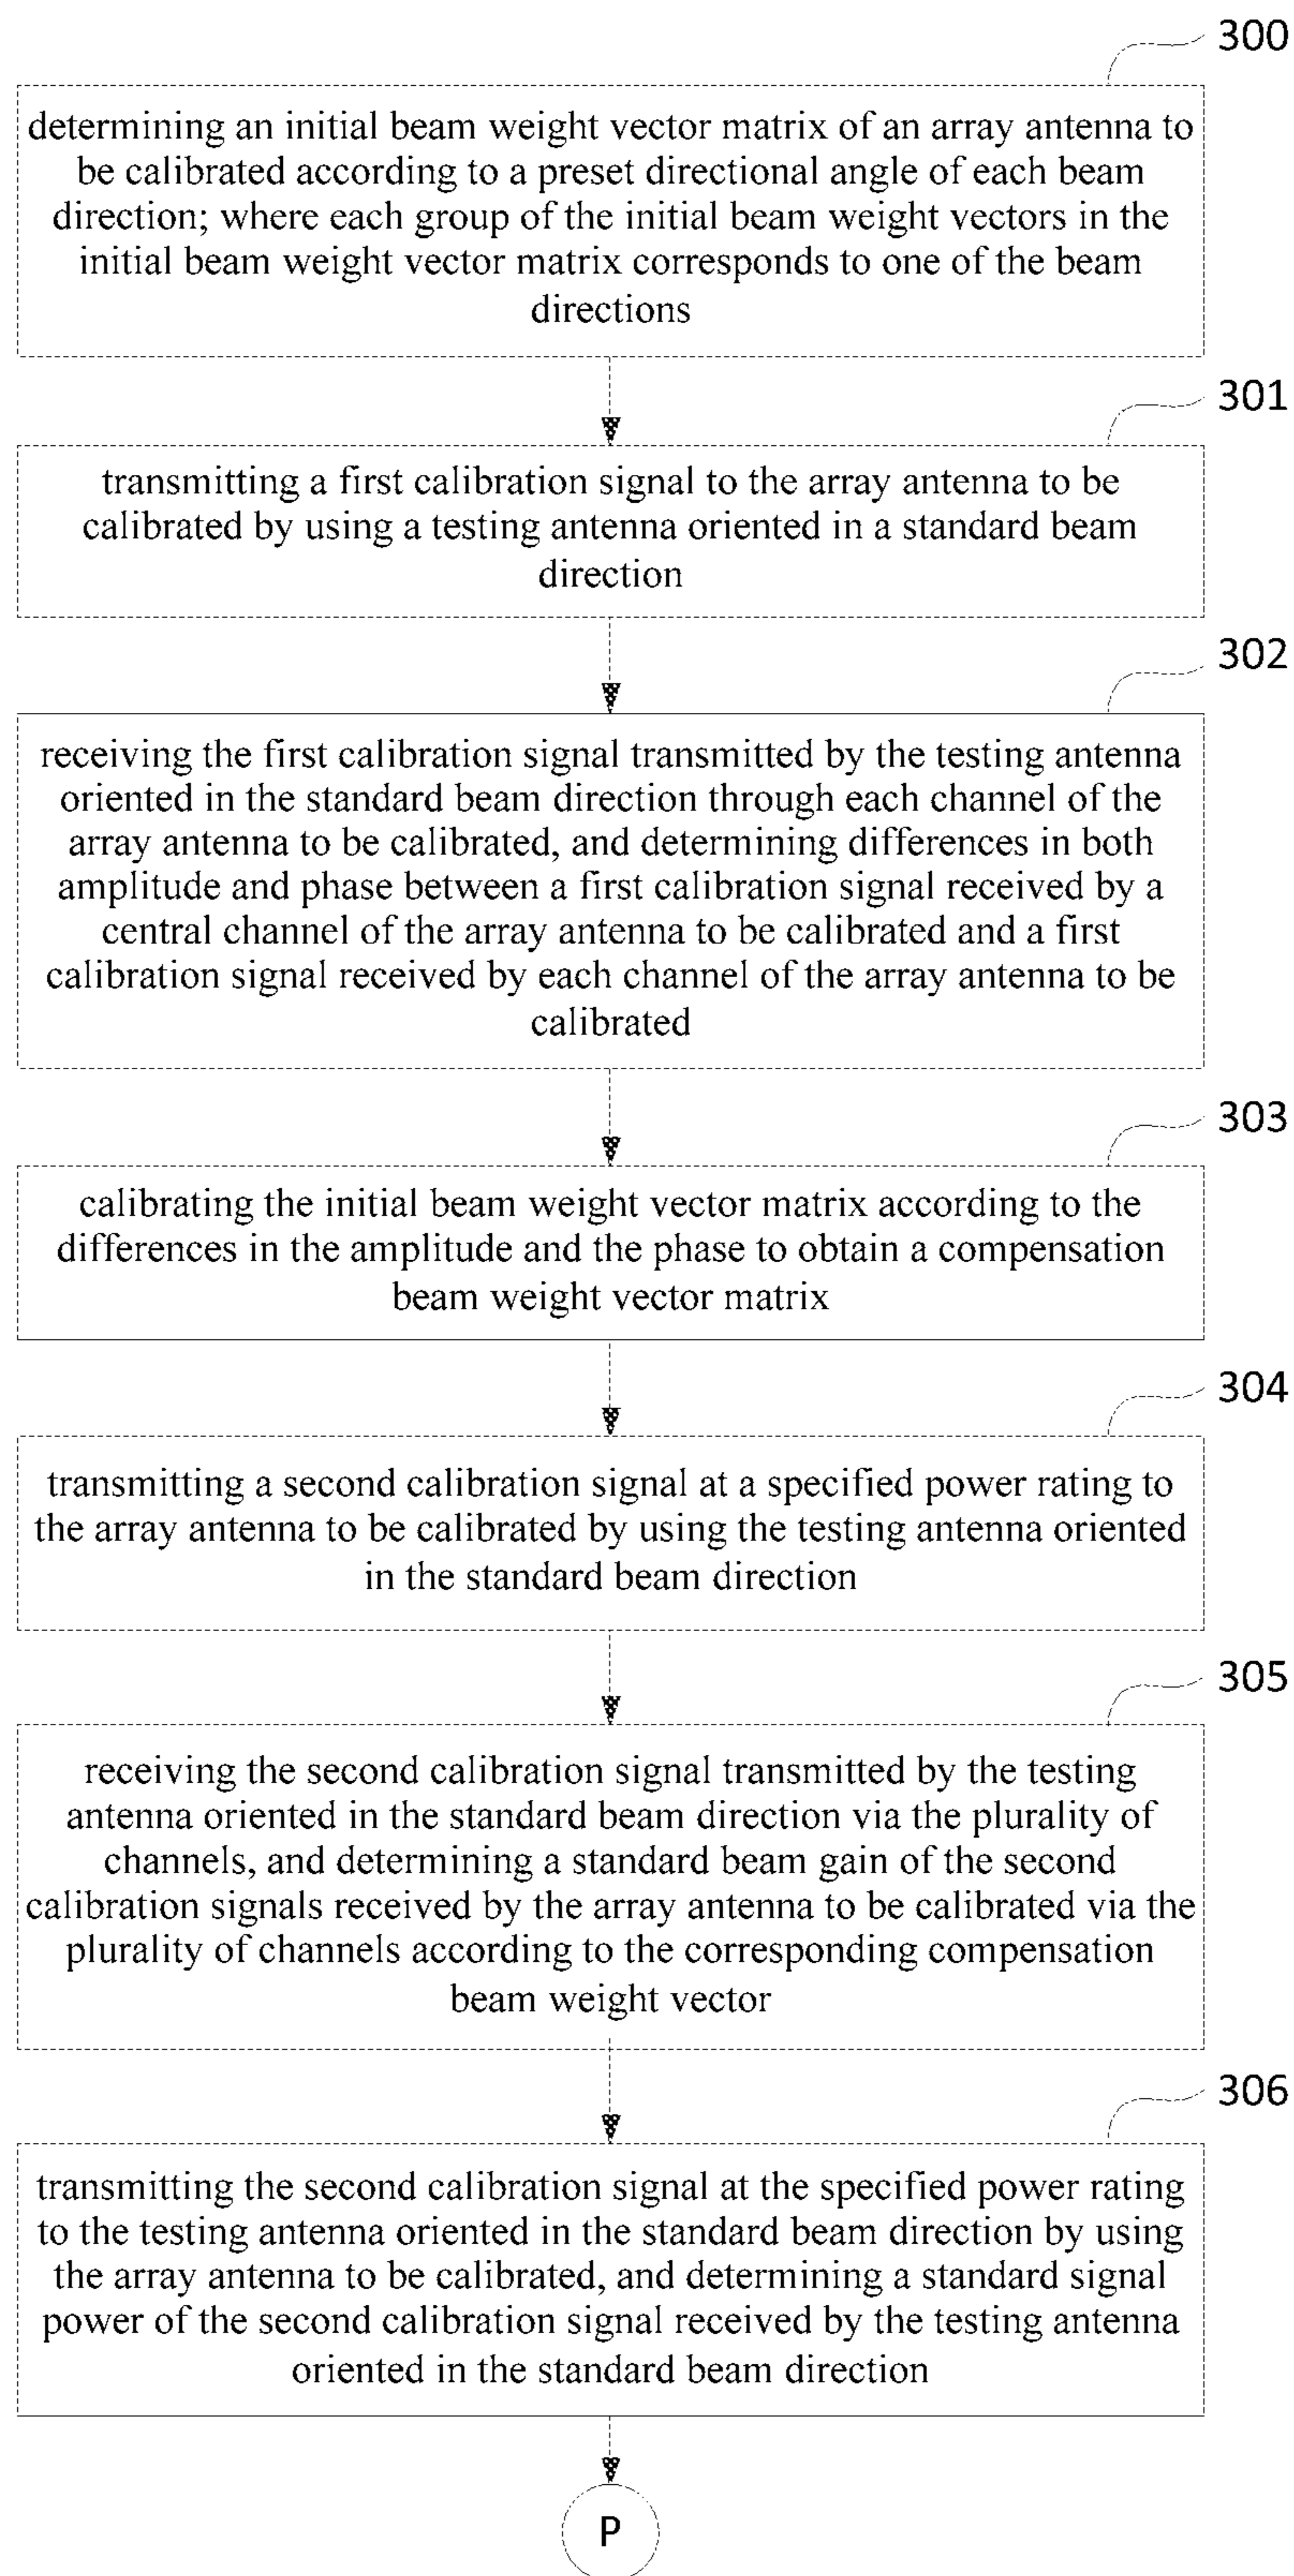 300
determining an initial beam weight vector matrix of an array antenna to
be calibrated according to a preset directional angle of each beam
direction; where each group of the initial beam weight vectors in the
initial beam weight vector matrix corresponds to one of the beam
directions
301
transmitting a first calibration signal to the array antenna to be
calibrated by using a testing antenna oriented in a standard beam
direction
302
receiving the first calibration signal transmitted by the testing antenna
oriented in the standard beam direction through each channel of the
array antenna to be calibrated, and determining differences in both
amplitude and phase between a first calibration signal received by a
central channel of the array antenna to be calibrated and a first
calibration signal received by each channel of the array antenna to be
calibrated
303
calibrating the initial beam weight vector matrix according to the
differences in the amplitude and the phase to obtain a compensation
beam weight vector matrix
304
transmitting a second calibration signal at a specified power rating to
the array antenna to be calibrated by using the testing antenna oriented
in the standard beam direction
305
receiving the second calibration signal transmitted by the testing
antenna oriented in the standard beam direction via the plurality of
channels, and determining a standard beam gain of the second
calibration signals received by the array antenna to be calibrated via the
plurality of channels according to the corresponding compensation
beam weight vector
306
transmitting the second calibration signal at the specified power rating
to the testing antenna oriented in the standard beam direction by using
the array antenna to be calibrated, and determining a standard signal
power of the second calibration signal received by the testing antenna
oriented in the standard beam direction
P